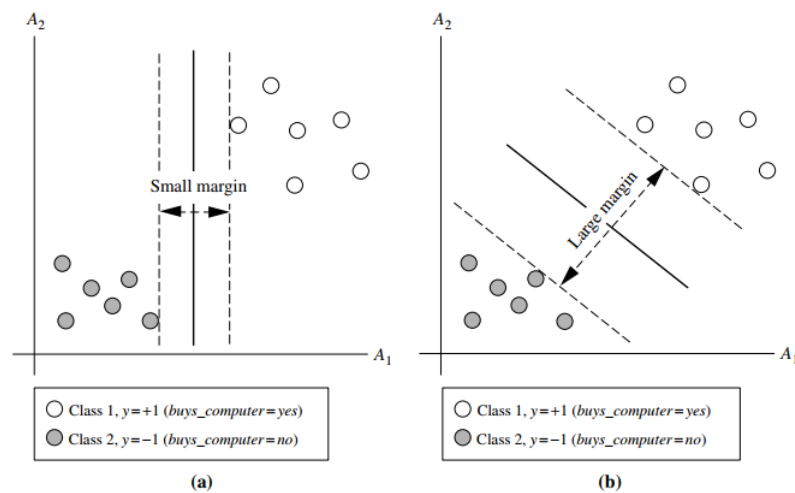 A2
Small margin
A1
Class 1, y=+1 (buys_computer=yes)
Class 2, y=−1 (buys_computer=no)
(a)
A2
Large margin
A1
Class 1, y=+1 (buys_computer=yes)
Class 2, y=−1 (buys_computer=no)
(b)